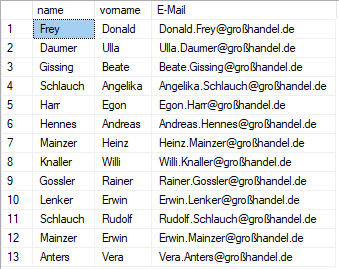 name vorname E-Mail
1 Frey Donald Donald.Frey@großhandel.de
2 Daumer Ulla Ulla.Daumer@großhandel.de
3 Gissing Beate Beate.Gissing@großhandel.de
4 Schlauch Angelika Angelika.Schlauch@großhandel.de
5 Harr Egon Egon.Harr@großhandel.de
6 Hennes Andreas Andreas.Hennes@großhandel.de
7 Mainzer Heinz Heinz.Mainzer@großhandel.de
8 Knaller Willi Willi.Knaller@großhandel.de
9 Gossler Rainer Rainer.Gossler@großhandel.de
10 Lenker Erwin Erwin.Lenker@großhandel.de
11 Schlauch Rudolf Rudolf.Schlauch@großhandel.de
12 Mainzer Erwin Erwin.Mainzer@großhandel.de
13 Anters Vera Vera.Anters@großhandel.de